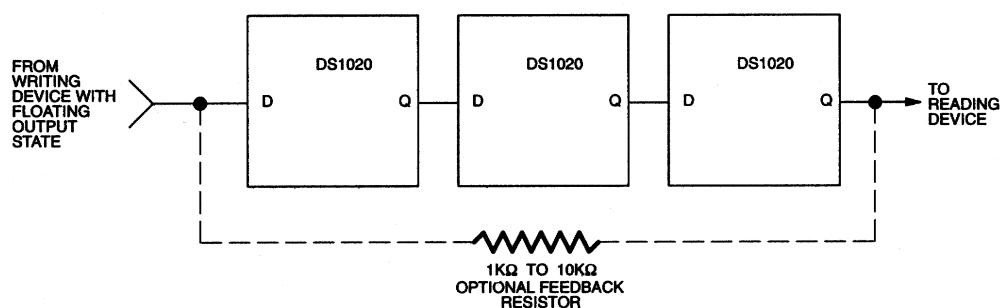 FROM
WRITING
DEVICE WITH
FLOATING
OUTPUT
STATE
DS1020
D
Q
DS1020
D
Q
DS1020
D
Q
TO
READING
DEVICE
1KΩ TO 10KΩ
OPTIONAL FEEDBACK
RESISTOR